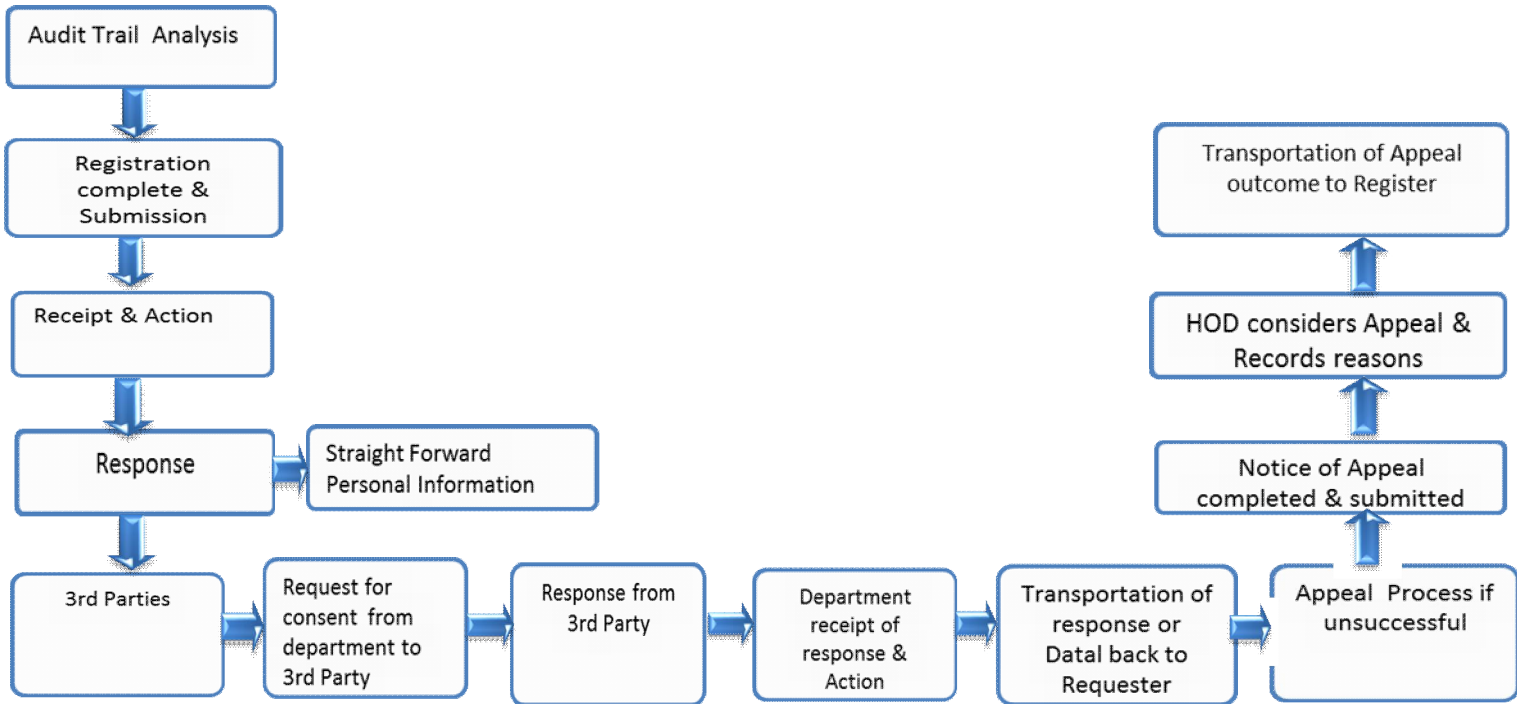 Audit Trail Analysis
Registration
complete &
Submission
Receipt & Action
Response
Straight Forward
Personal Information
3rd Parties
Request for
consent from
department to
3rd Party
Response from
3rd Party
Department
receipt of
response &
Action
Transportation of
response or
Datal back to
Requester
Appeal Process if
unsuccessful
Notice of Appeal
completed & submitted
HOD considers Appeal &
Records reasons
Transportation of Appeal
outcome to Register